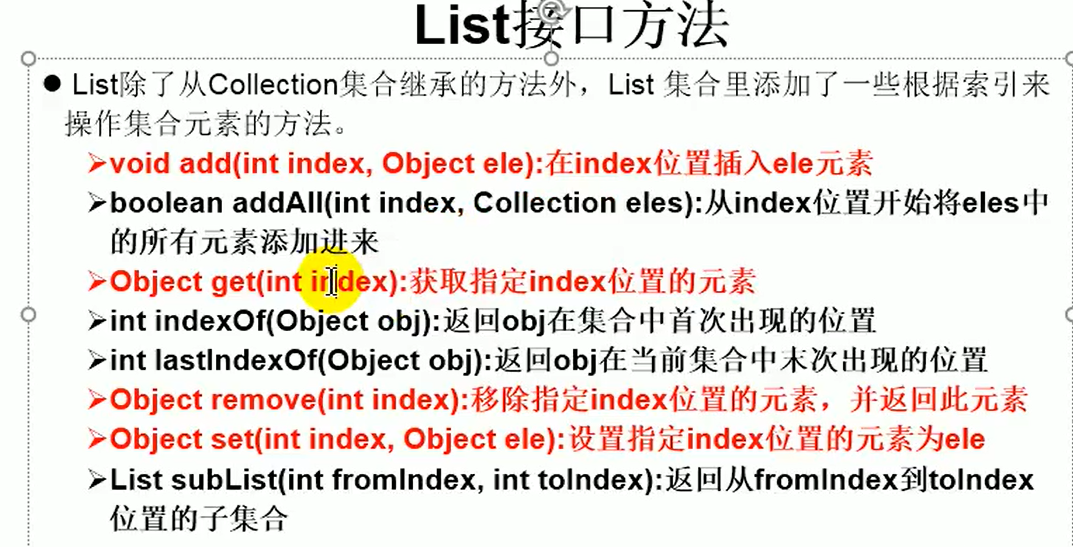 List接口方法
● List除了从Collection集合继承的方法外，List 集合里添加了一些根据索引来
操作集合元素的方法。
➢void add(int index, Object ele):在index位置插入ele元素
➢boolean addAll(int index, Collection eles):从index位置开始将eles中
的所有元素添加进来
➢Object get(int index):获取指定index位置的元素
➢int indexOf(Object obj):返回obj在集合中首次出现的位置
➢int lastIndexOf(Object obj):返回obj在当前集合中末次出现的位置
➢Object remove(int index):移除指定index位置的元素，并返回此元素
➢Object set(int index, Object ele):设置指定index位置的元素为ele
➢List subList(int fromIndex, int toIndex):返回从fromIndex到toIndex
位置的子集合